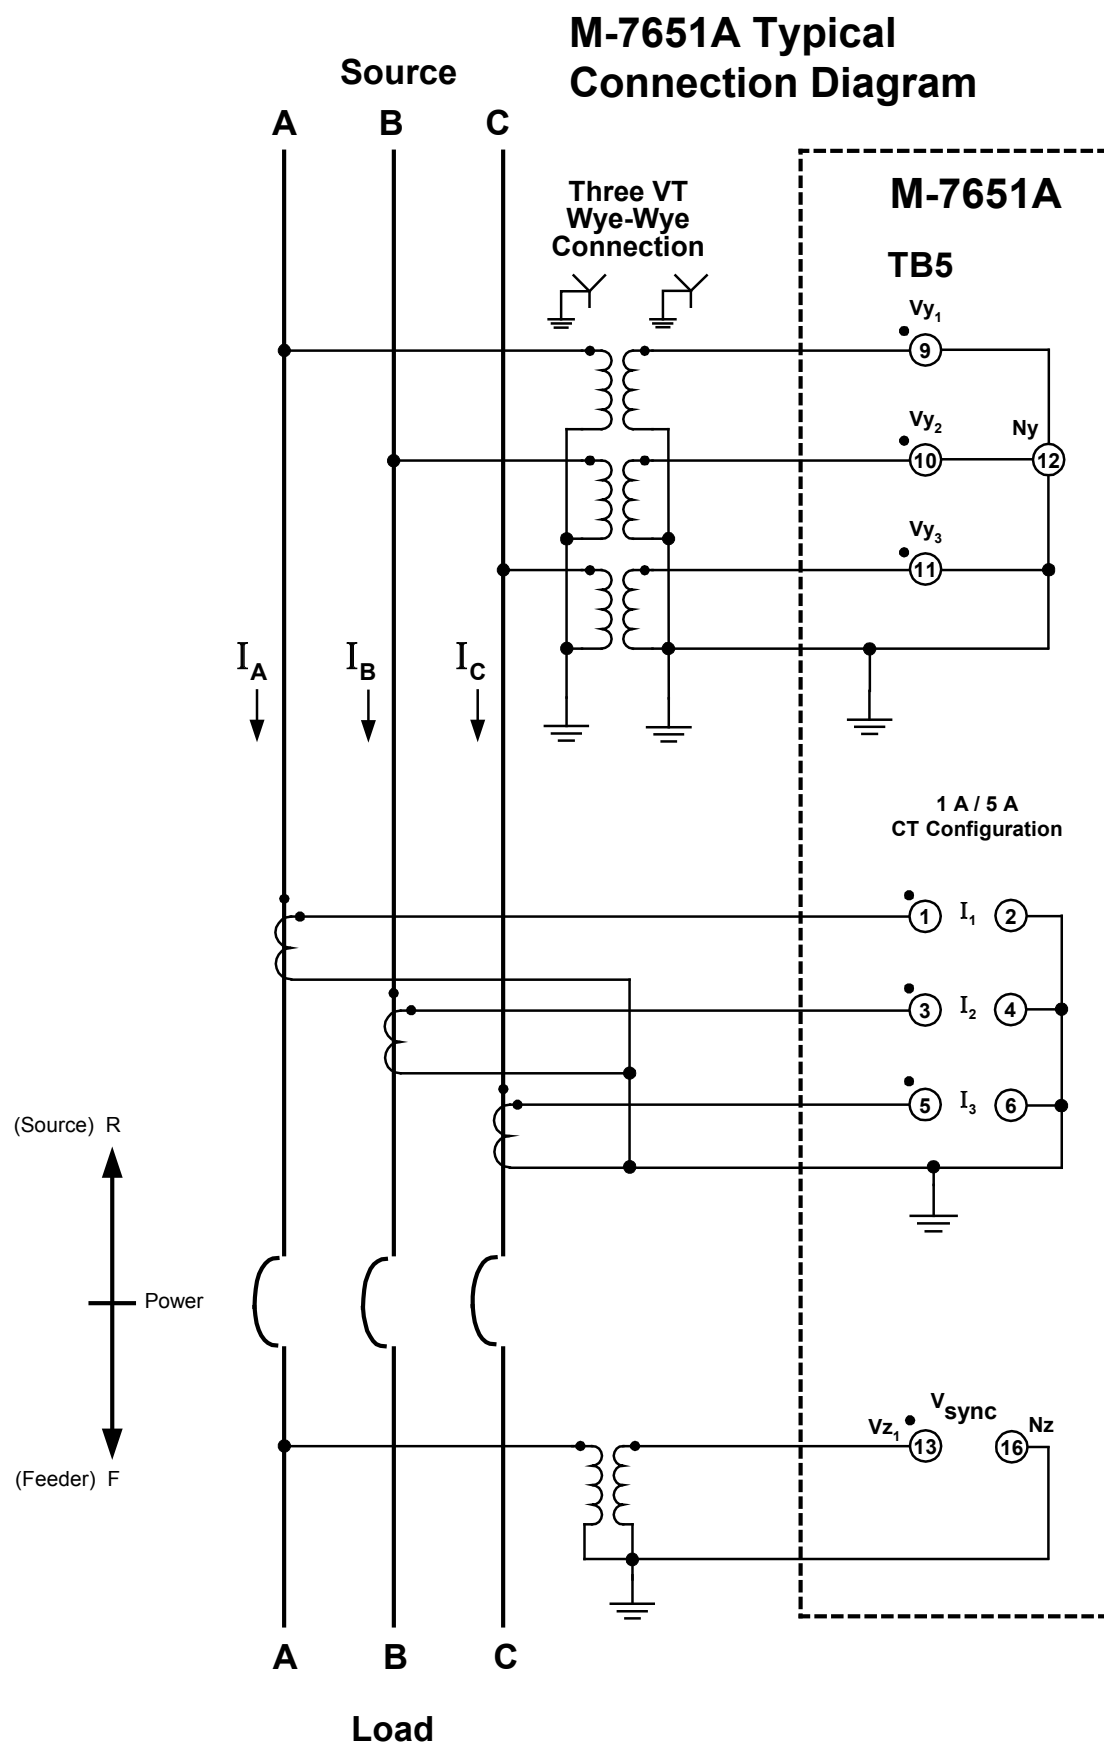 M-7651A Typical
Connection Diagram
Source
A B C
Three VT
Wye-Wye
Connection
M-7651A
TB5
Vy1
9
Vy2
10
Ny
12
Vy3
11
IA IB IC
1 A / 5 A
CT Configuration
1 I1 2
3 I2 4
5 I3 6
(Source) R
Power
(Feeder) F
Vsync
Vz1 13
Nz
16
A B C
Load